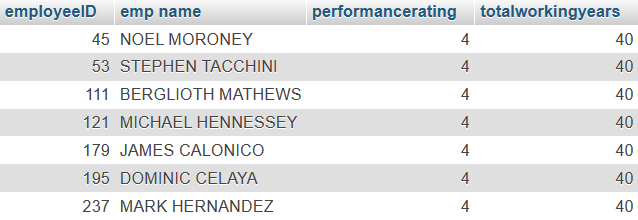 employeeID emp name performancerating totalworkingyears
45 NOEL MORONEY 4 40
53 STEPHEN TACCHINI 4 40
111 BERGLIOTH MATHEWS 4 40
121 MICHAEL HENNESSEY 4 40
179 JAMES CALONICO 4 40
195 DOMINIC CELAYA 4 40
237 MARK HERNANDEZ 4 40